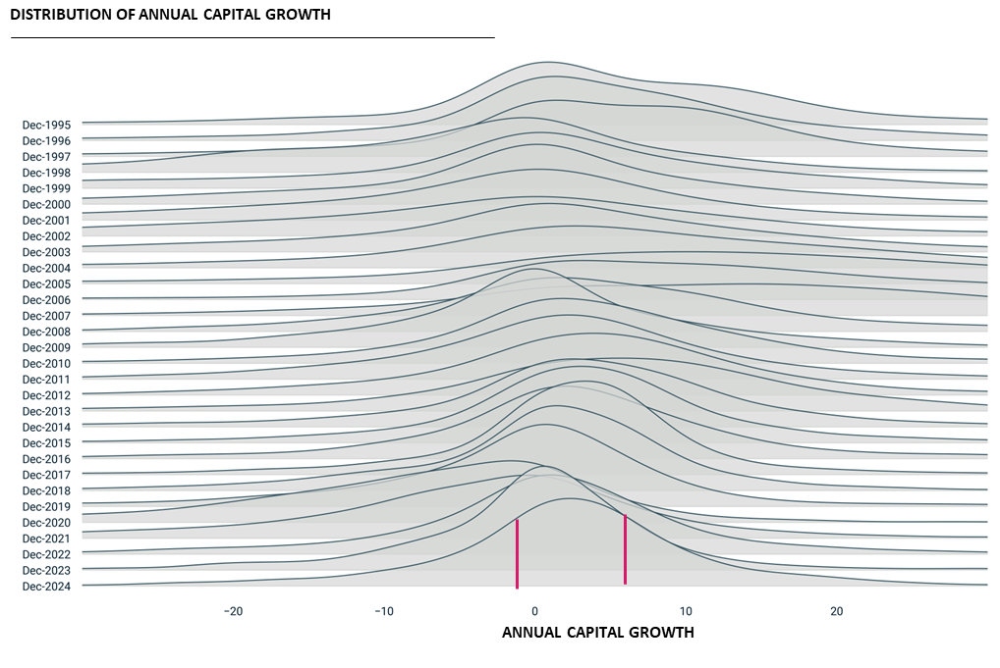 DISTRIBUTION OF ANNUAL CAPITAL GROWTH
Dec-1995
Dec-1996
Dec-1997
Dec-1998
Dec-1999
Dec-2000
Dec-2001
Dec-2002
Dec-2003
Dec-2004
Dec-2005
Dec-2006
Dec-2007
Dec-2008
Dec-2009
Dec-2010
Dec-2011
Dec-2012
Dec-2013
Dec-2014
Dec-2015
Dec-2016
Dec-2017
Dec-2018
Dec-2019
Dec-2020
Dec-2021
Dec-2022
Dec-2023
Dec-2024
−20 −10 0 10 20
ANNUAL CAPITAL GROWTH